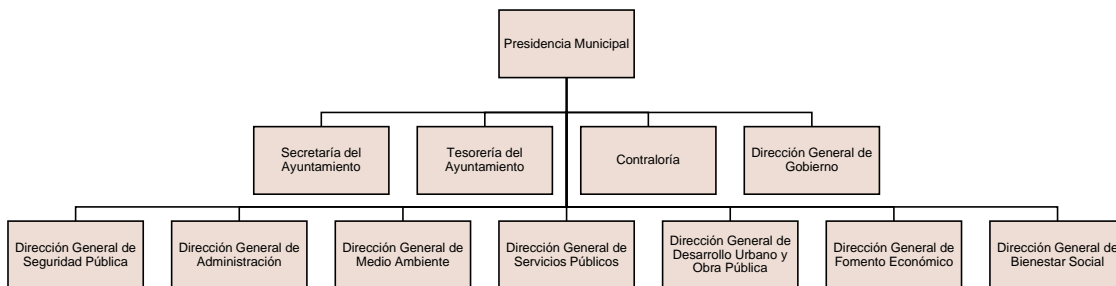 Presidencia Municipal
Secretaría del
Ayuntamiento
Tesorería del
Ayuntamiento
Contraloría
Dirección General de
Gobierno
Dirección General de
Seguridad Pública
Dirección General de
Administración
Dirección General de
Medio Ambiente
Dirección General de
Servicios Públicos
Dirección General de
Desarrollo Urbano y
Obra Pública
Dirección General de
Fomento Económico
Dirección General de
Bienestar Social